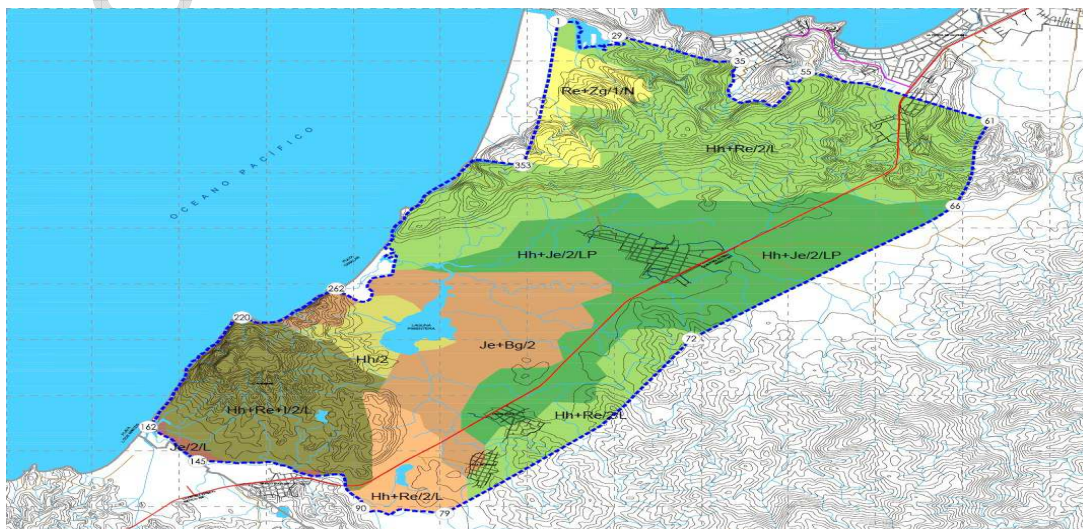 1
29
35
55
61
Re+Zg/1/N
Hh+Re/2/L
353
66
OCEANO PACÍFICO
Hh+Je/2/LP
Hh+Je/2/LP
262
220
LAGUNA
72
Hh/2
Je+Bg/2
Hh+Re+I/2/L
Hh+Re/2/L
162
Je/2/L
145
Hh+Re/2/L
90
79